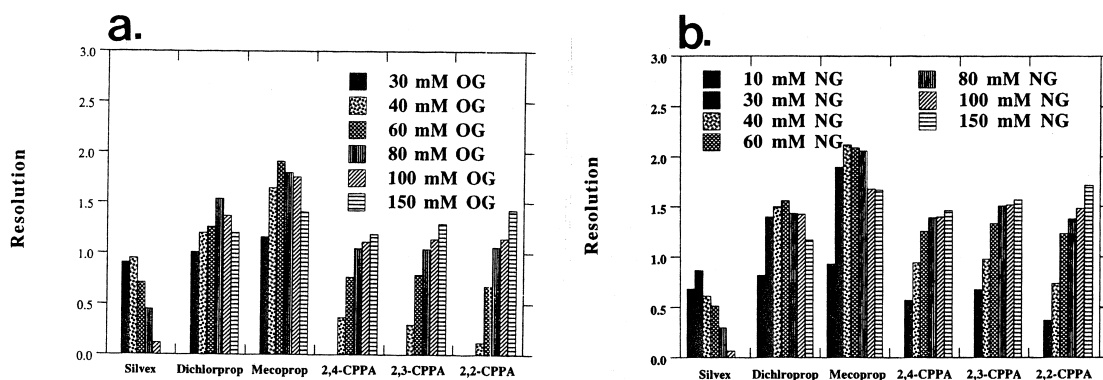 a.
3.0
2.5
2.0
1.5
1.0
0.5
0.0
Resolution
30 mM OG
40 mM OG
60 mM OG
80 mM OG
100 mM OG
150 mM OG
Silvex Dichlorprop Mecoprop 2,4-CPPA 2,3-CPPA 2,2-CPPA
b.
3.0
2.5
2.0
1.5
1.0
0.5
0.0
Resolution
10 mM NG
30 mM NG
40 mM NG
60 mM NG
80 mM NG
100 mM NG
150 mM NG
Silvex Dichlorprop Mecoprop 2,4-CPPA 2,3-CPPA 2,2-CPPA